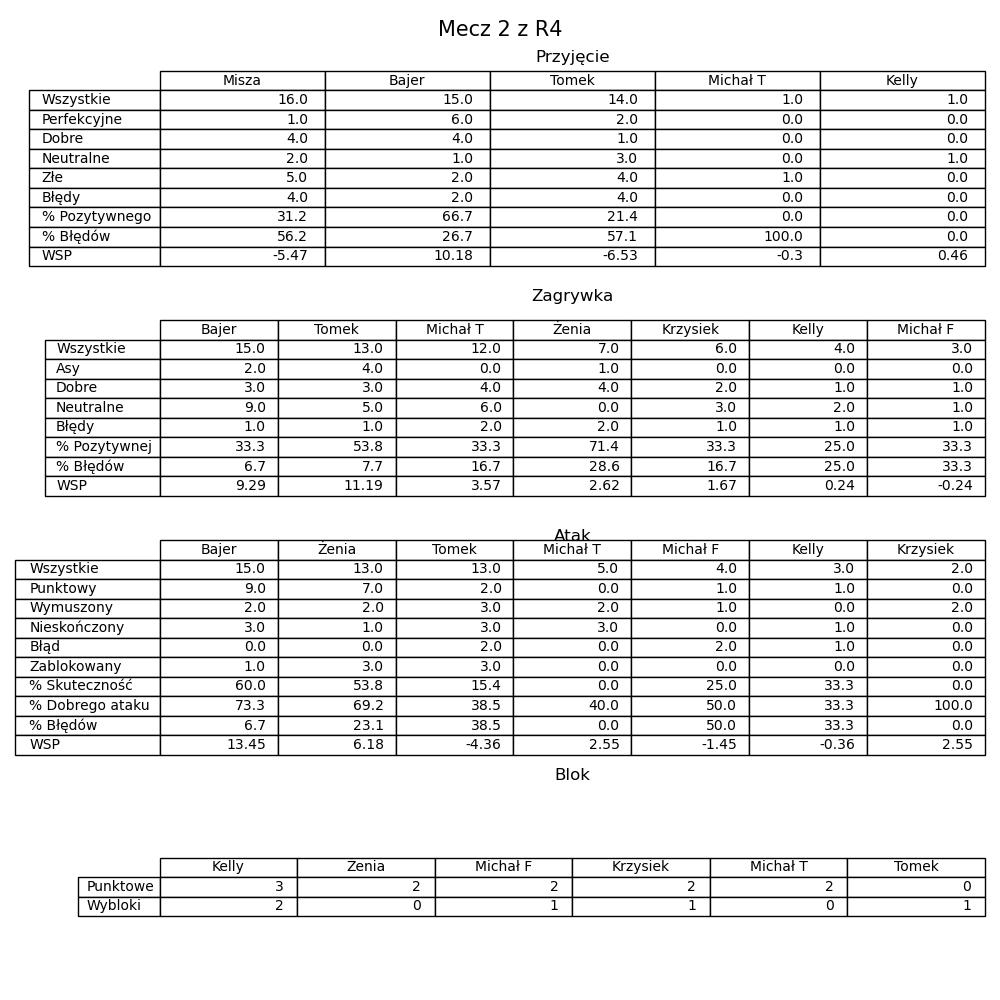 Mecz 2 z R4
Przyjęcie
Misza Bajer Tomek Michał T Kelly
Wszystkie 16.0 15.0 14.0 1.0 1.0
Perfekcyjne 1.0 6.0 2.0 0.0 0.0
Dobre 4.0 4.0 1.0 0.0 0.0
Neutralne 2.0 1.0 3.0 0.0 1.0
Złe 5.0 2.0 4.0 1.0 0.0
Błędy 4.0 2.0 4.0 0.0 0.0
% Pozytywnego 31.2 66.7 21.4 0.0 0.0
% Błędów 56.2 26.7 57.1 100.0 0.0
WSP -5.47 10.18 -6.53 -0.3 0.46
Zagrywka
Bajer Tomek Michał T Żenia Krzysiek Kelly Michał F
Wszystkie 15.0 13.0 12.0 7.0 6.0 4.0 3.0
Asy 2.0 4.0 0.0 1.0 0.0 0.0 0.0
Dobre 3.0 3.0 4.0 4.0 2.0 1.0 1.0
Neutralne 9.0 5.0 6.0 0.0 3.0 2.0 1.0
Błędy 1.0 1.0 2.0 2.0 1.0 1.0 1.0
% Pozytywnej 33.3 53.8 33.3 71.4 33.3 25.0 33.3
% Błędów 6.7 7.7 16.7 28.6 16.7 25.0 33.3
WSP 9.29 11.19 3.57 2.62 1.67 0.24 -0.24
Atak
Bajer Żenia Tomek Michał T Michał F Kelly Krzysiek
Wszystkie 15.0 13.0 13.0 5.0 4.0 3.0 2.0
Punktowy 9.0 7.0 2.0 0.0 1.0 1.0 0.0
Wymuszony 2.0 2.0 3.0 2.0 1.0 0.0 2.0
Nieskończony 3.0 1.0 3.0 3.0 0.0 1.0 0.0
Błąd 0.0 0.0 2.0 0.0 2.0 1.0 0.0
Zablokowany 1.0 3.0 3.0 0.0 0.0 0.0 0.0
% Skuteczność 60.0 53.8 15.4 0.0 25.0 33.3 0.0
% Dobrego ataku 73.3 69.2 38.5 40.0 50.0 33.3 100.0
% Błędów 6.7 23.1 38.5 0.0 50.0 33.3 0.0
WSP 13.45 6.18 -4.36 2.55 -1.45 -0.36 2.55
Blok
Kelly Żenia Michał F Krzysiek Michał T Tomek
Punktowe 3 2 2 2 2 0
Wybloki 2 0 1 1 0 1